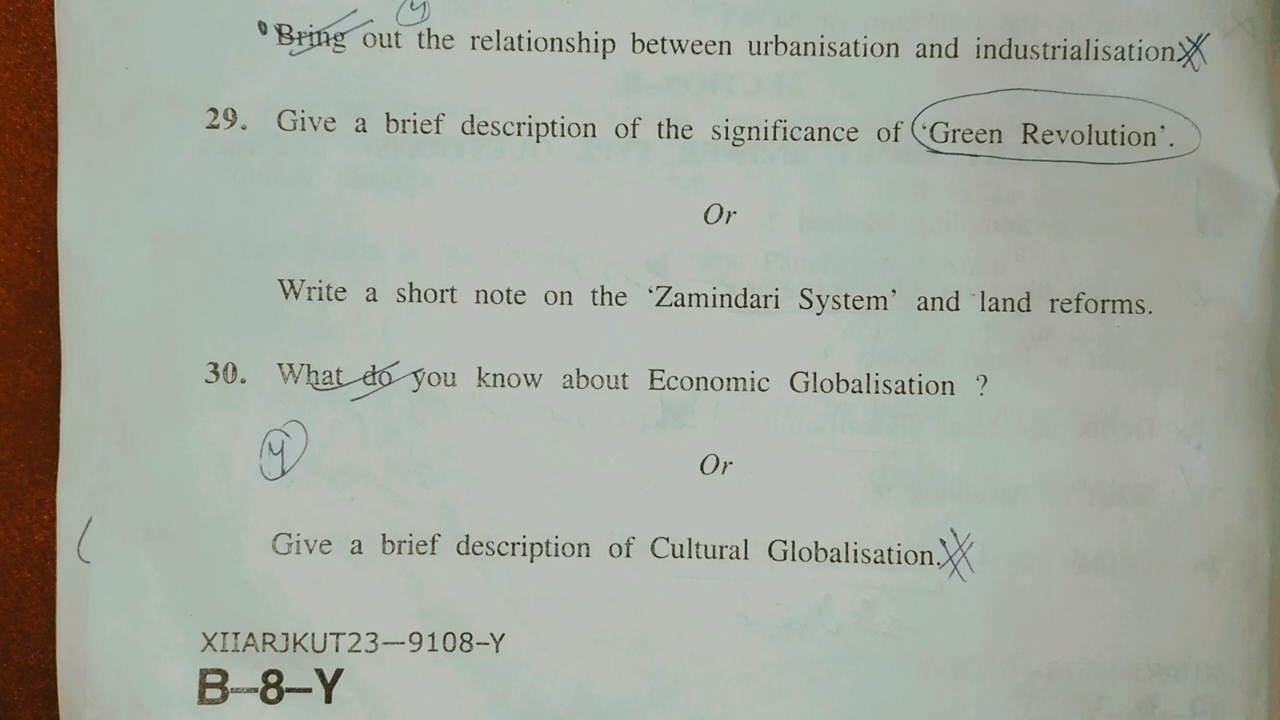 Bring out the relationship between urbanisation and industrialisation.
29. Give a brief description of the significance of 'Green Revolution'.
Or
Write a short note on the 'Zamindari System' and land reforms.
30. What do you know about Economic Globalisation ?
Or
Give a brief description of Cultural Globalisation.
XIIARJKUT23—9108–Y
B–8–Y